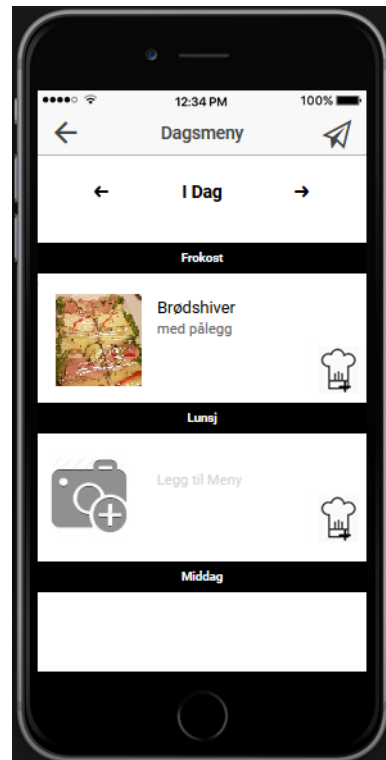 12:34 PM
100%
Dagsmeny
I Dag
Frokost
Brødshiver
med pålegg
Lunsj
Legg til Meny
Middag